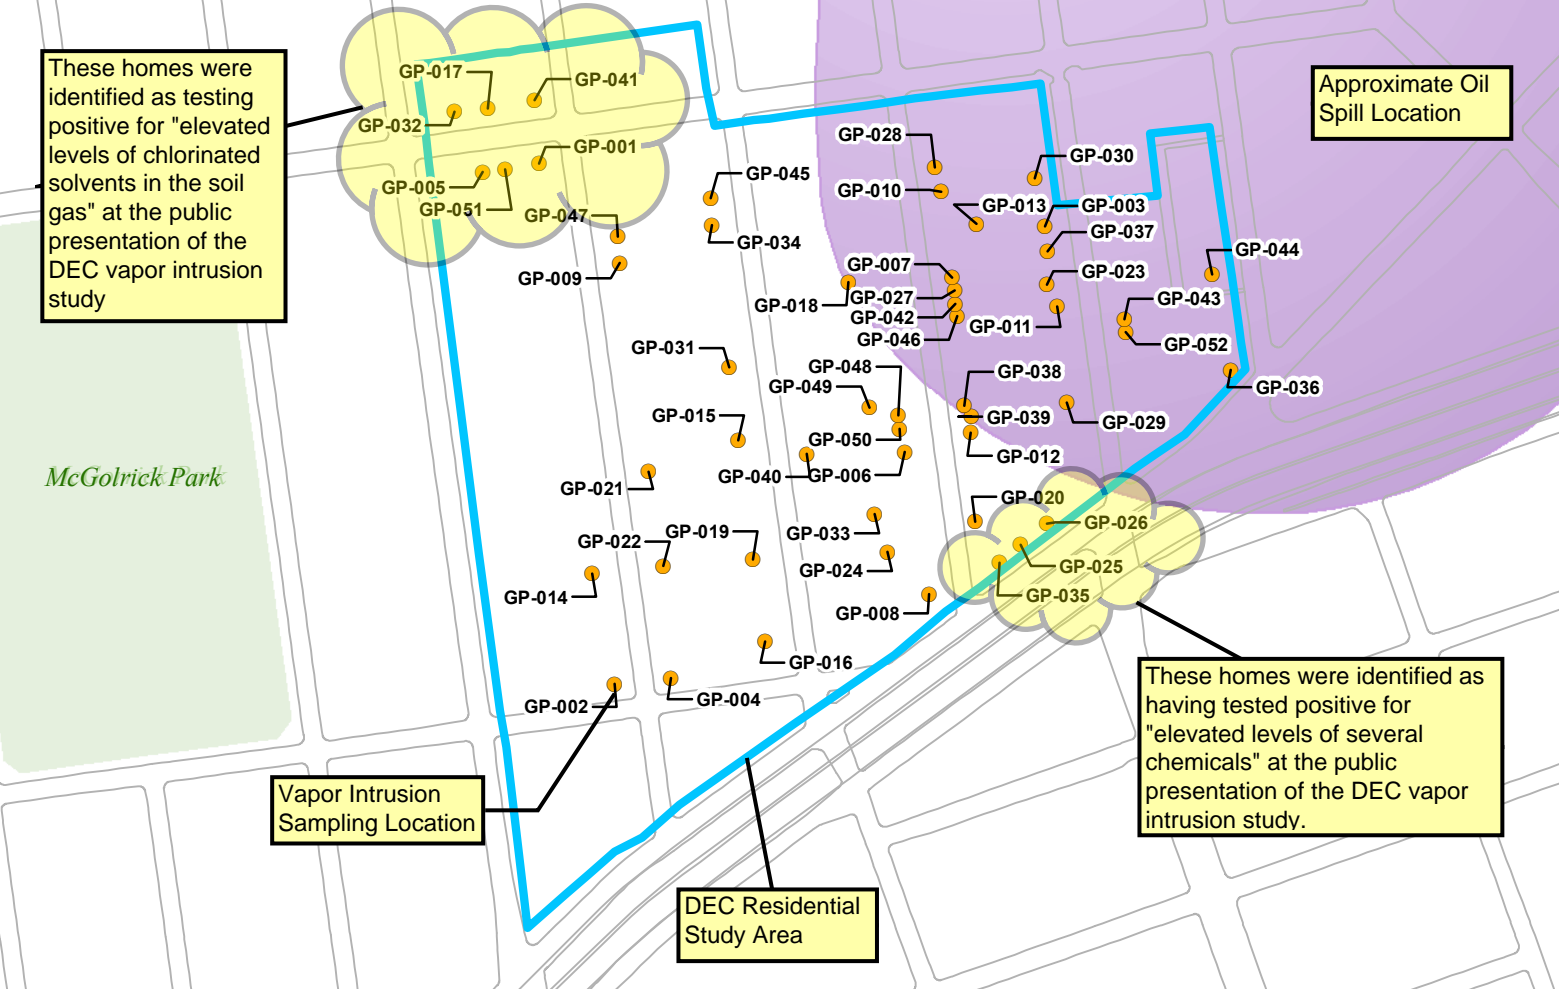 These homes were
identified as testing
positive for "elevated
levels of chlorinated
solvents in the soil
gas" at the public
presentation of the
DEC vapor intrusion
study
Approximate Oil
Spill Location
GP-017
GP-041
GP-032
GP-001
GP-005
GP-051
GP-047
GP-009
GP-045
GP-034
GP-028
GP-030
GP-010
GP-013
GP-003
GP-037
GP-044
GP-007
GP-023
GP-018
GP-027
GP-043
GP-042
GP-011
GP-046
GP-052
GP-031
GP-048
GP-038
GP-049
GP-036
GP-015
GP-039
GP-029
GP-050
GP-012
GP-040
GP-006
McGolrick Park
GP-021
GP-020
GP-026
GP-019
GP-033
GP-022
GP-025
GP-024
GP-014
GP-035
GP-008
GP-016
GP-004
GP-002
These homes were identified as
having tested positive for
"elevated levels of several
chemicals" at the public
presentation of the DEC vapor
intrusion study.
Vapor Intrusion
Sampling Location
DEC Residential
Study Area